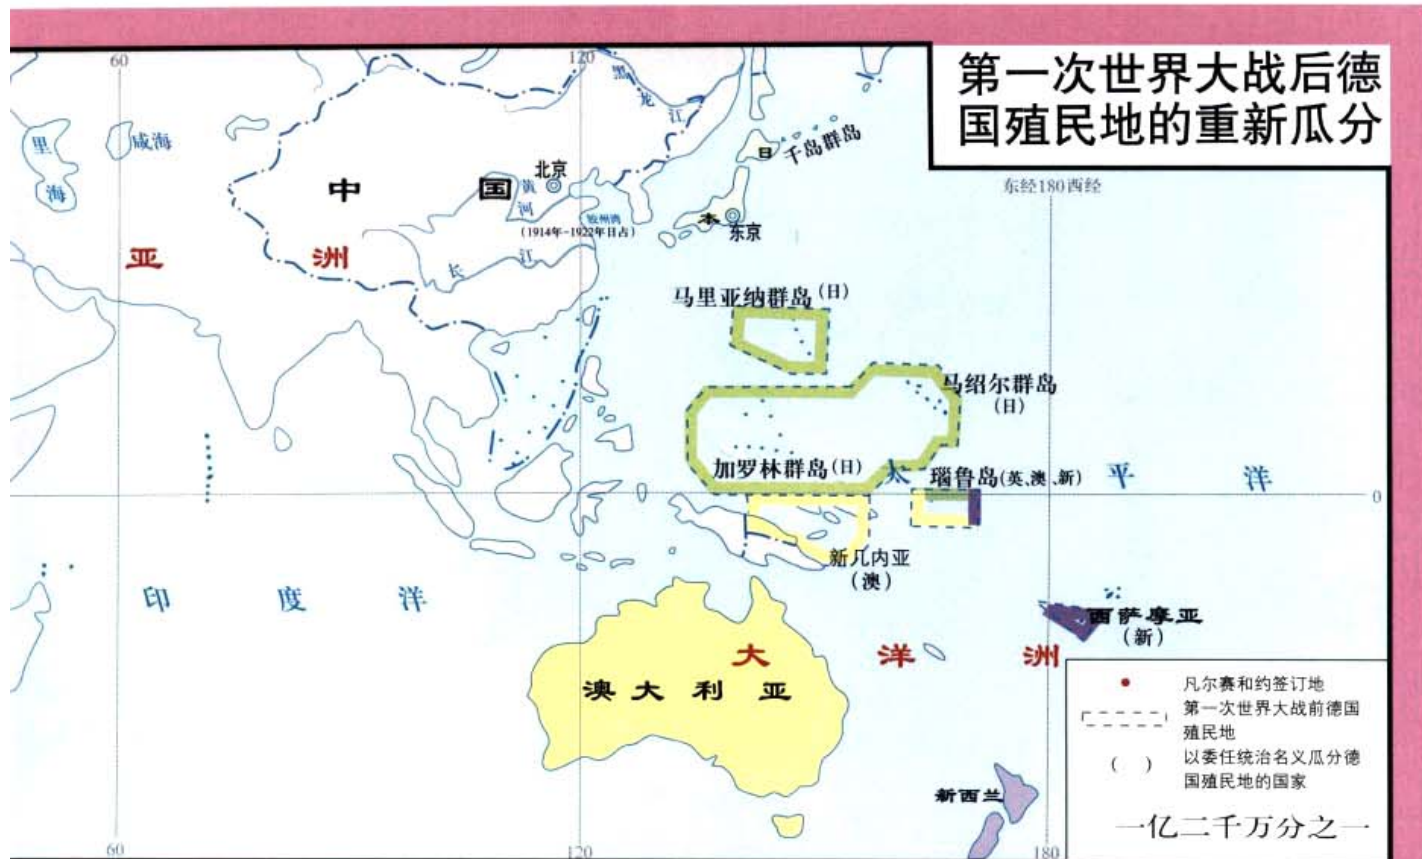 第一次世界大战后德
国殖民地的重新瓜分
60
120
黑
龙
江
里
海
咸海
千岛群岛
日
本
东京
东经180西经
中国
北京
黄
河
胶州湾
(1914年-1922年日占)
亚洲
长
江
马里亚纳群岛(日)
马绍尔群岛
(日)
加罗林群岛(日)
太平洋
瑙鲁岛(英、澳、新)
0
新几内亚
(澳)
印度洋
西萨摩亚
(新)
大洋洲
澳大利亚
新西兰
凡尔赛和约签订地
第一次世界大战前德国
殖民地
( ) 以委任统治名义瓜分德
国殖民地的国家
一亿二千万分之一
60
120
180